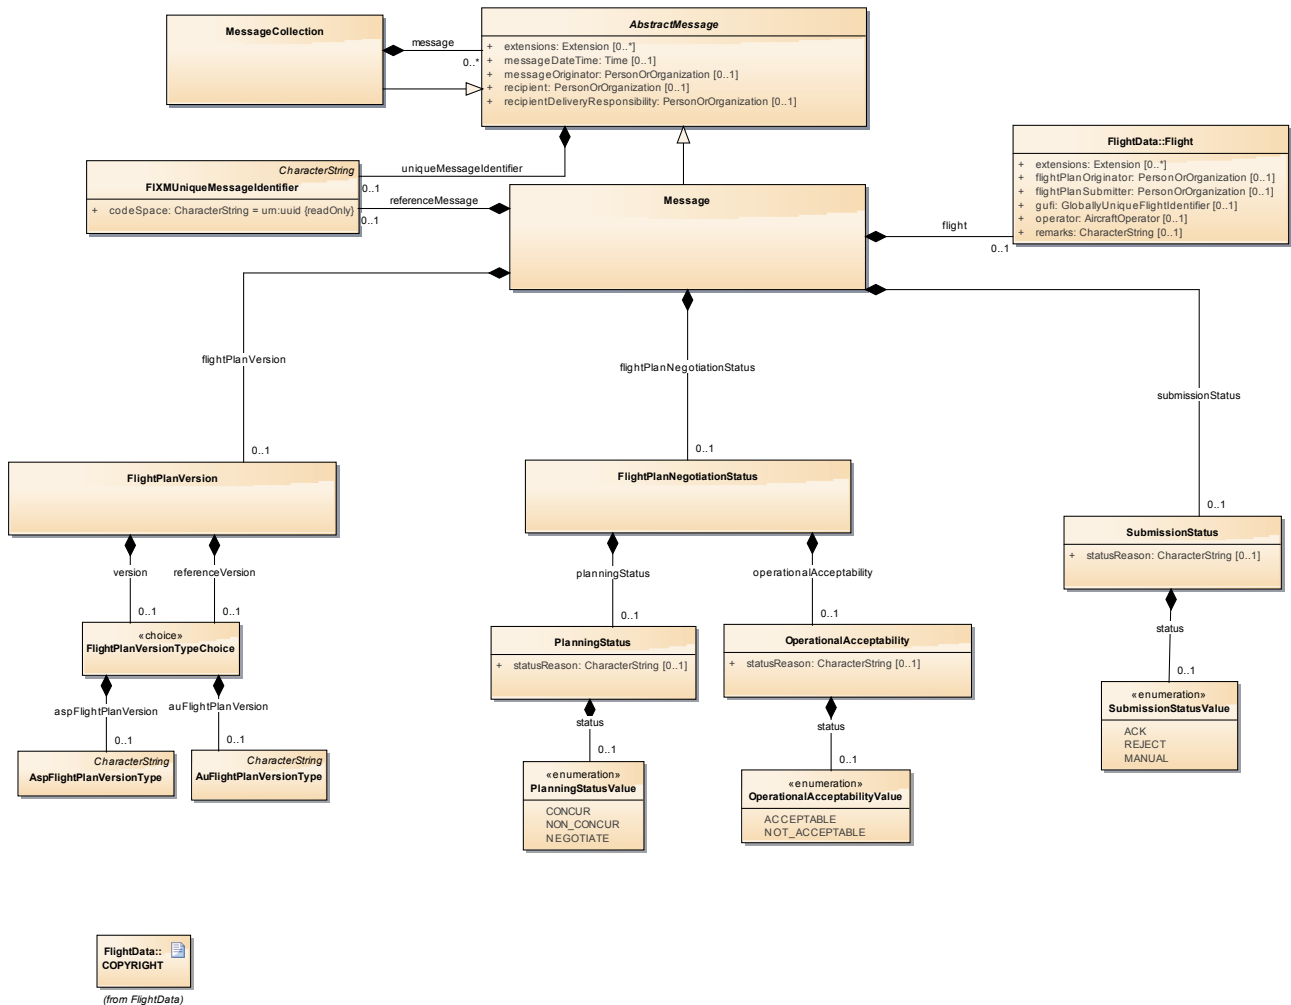 MessageCollection
message
0..*
AbstractMessage
+ extensions: Extension [0..*]
+ messageDateTime: Time [0..1]
+ messageOriginator: PersonOrOrganization [0..1]
+ recipient: PersonOrOrganization [0..1]
+ recipientDeliveryResponsibility: PersonOrOrganization [0..1]
CharacterString
FIXMUniqueMessageIdentifier
+ codeSpace: CharacterString = urn:uuid {readOnly}
uniqueMessageIdentifier
0..1
referenceMessage
0..1
Message
FlightData::Flight
+ extensions: Extension [0..*]
+ flightPlanOriginator: PersonOrOrganization [0..1]
+ flightPlanSubmitter: PersonOrOrganization [0..1]
+ gufi: GloballyUniqueFlightIdentifier [0..1]
+ operator: AircraftOperator [0..1]
+ remarks: CharacterString [0..1]
flight
0..1
flightPlanVersion
0..1
flightPlanNegotiationStatus
0..1
submissionStatus
0..1
FlightPlanVersion
FlightPlanNegotiationStatus
SubmissionStatus
+ statusReason: CharacterString [0..1]
version
0..1
referenceVersion
0..1
planningStatus
0..1
operationalAcceptability
0..1
status
0..1
«choice»
FlightPlanVersionTypeChoice
PlanningStatus
+ statusReason: CharacterString [0..1]
OperationalAcceptability
+ statusReason: CharacterString [0..1]
«enumeration»
SubmissionStatusValue
ACK
REJECT
MANUAL
aspFlightPlanVersion
0..1
auFlightPlanVersion
0..1
status
0..1
status
0..1
CharacterString
AspFlightPlanVersionType
CharacterString
AuFlightPlanVersionType
«enumeration»
PlanningStatusValue
CONCUR
NON_CONCUR
NEGOTIATE
«enumeration»
OperationalAcceptabilityValue
ACCEPTABLE
NOT_ACCEPTABLE
FlightData::
COPYRIGHT
(from FlightData)